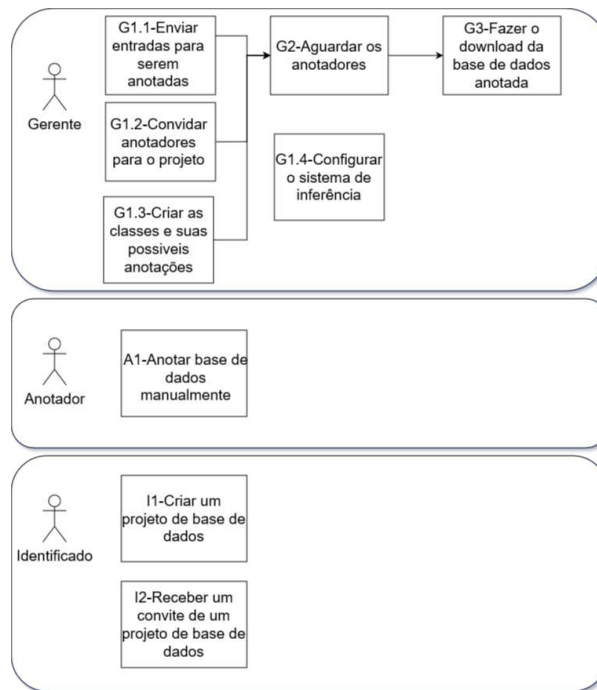 G1.1-Enviar
entradas para
serem
anotadas
G2-Aguardar os
anotadores
G3-Fazer o
download da
base de dados
anotada
Gerente
G1.2-Convidar
anotadores
para o projeto
G1.4-Configurar
o sistema de
inferência
G1.3-Criar as
classes e suas
possiveis
anotações
Anotador
A1-Anotar base de
dados
manualmente
Identificado
I1-Criar um
projeto de base de
dados
I2-Receber um
convite de um
projeto de base de
dados